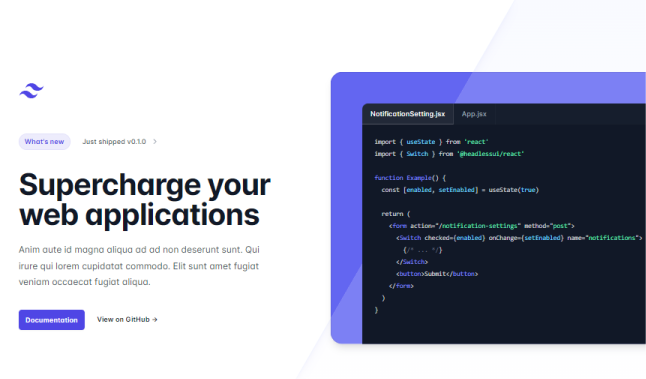 What's new Just shipped v0.1.0
Supercharge your
web applications
Anim aute id magna aliqua ad ad non deserunt sunt. Qui
irure qui lorem cupidatat commodo. Elit sunt amet fugiat
veniam occaecat fugiat aliqua.
Documentation View on GitHub →
NotificationSetting.jsx App.jsx
import { useState } from 'react'
import { Switch } from '@headlessui/react'
function Example() {
const [enabled, setEnabled] = useState(true)
return (
<form action="/notification-settings" method="post">
<Switch checked={enabled} onChange={setEnabled} name="notifications">
{/* ... */}
</Switch>
<button>Submit</button>
</form>
)
}